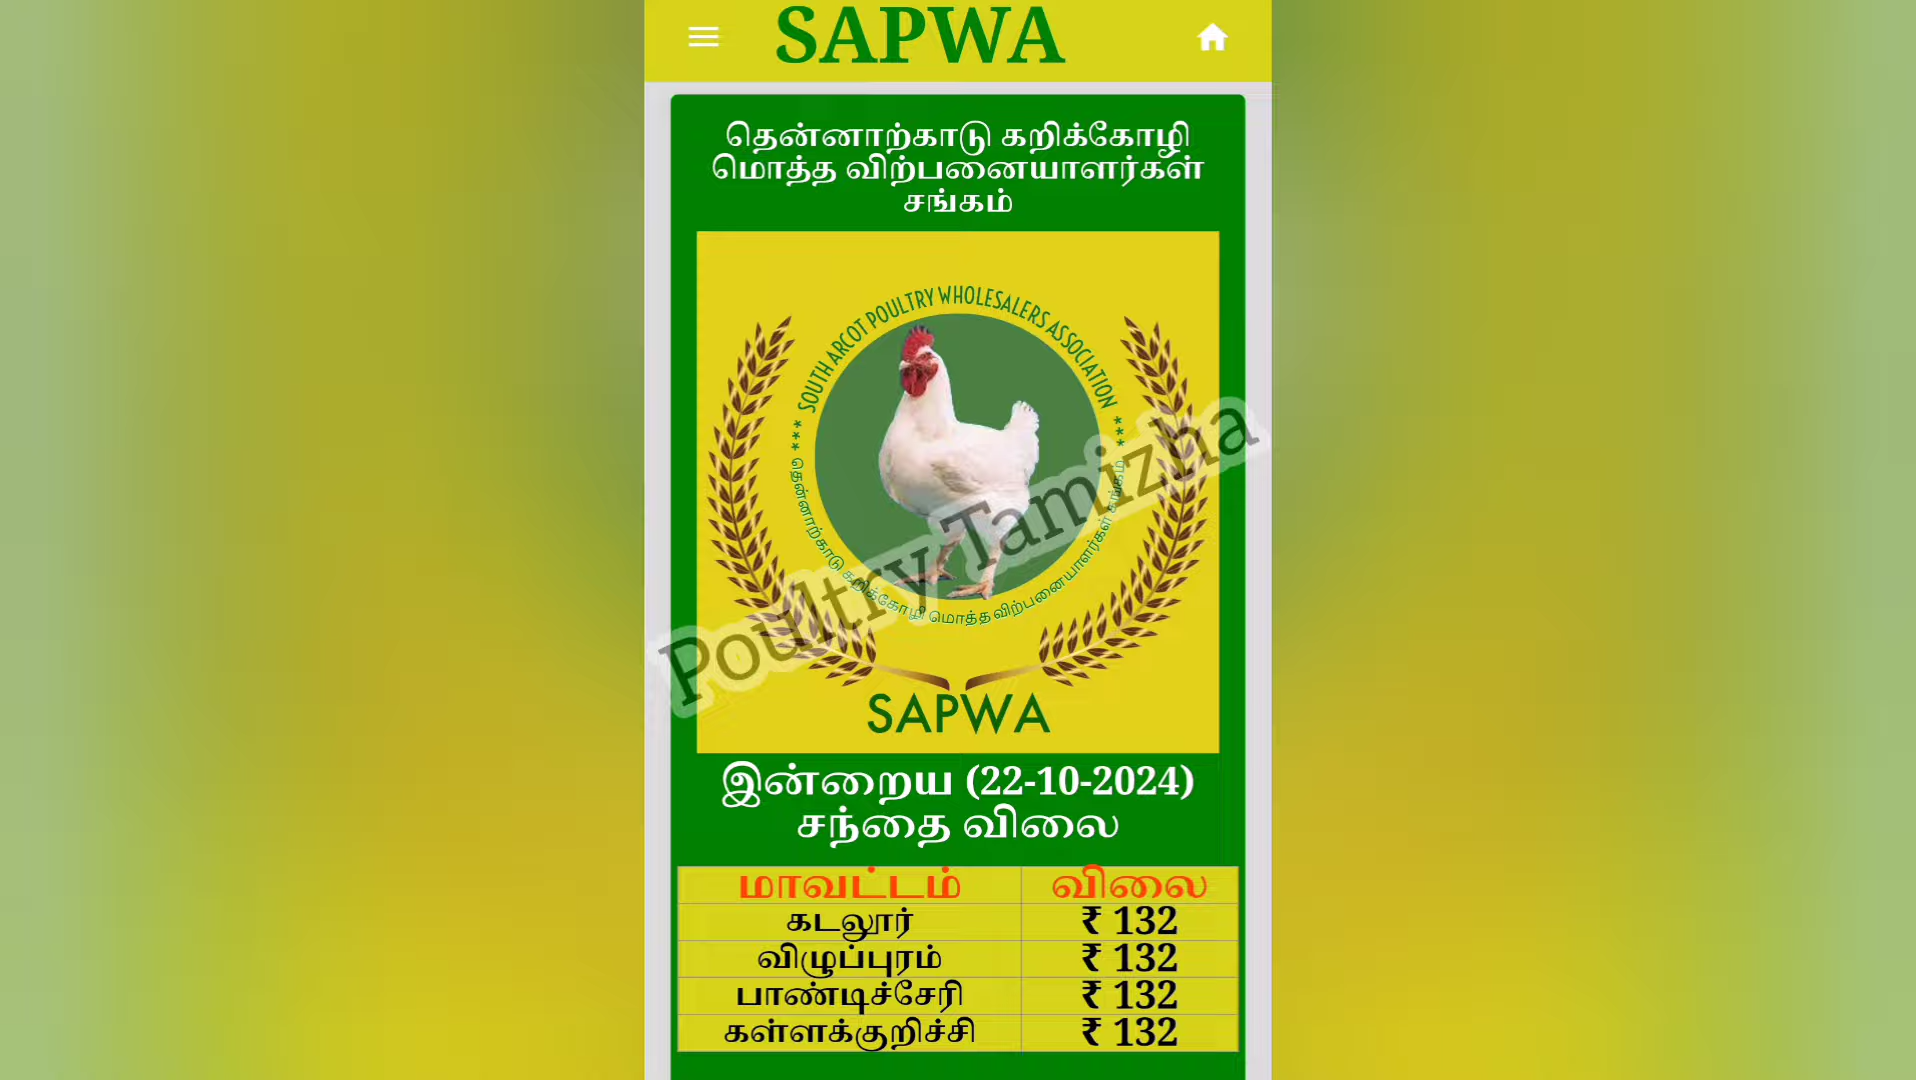 SAPWA
தென்னாற்காடு கறிக்கோழி
மொத்த விற்பனையாளர்கள்
சங்கம்
*** SOUTH ARCOT POULTRY WHOLESALERS ASSOCIATION ***
தென்னாற்காடு கறிக்கோழி மொத்த விற்பனையாளர்கள் சங்கம்
Poultry Tamizha
SAPWA
இன்றைய (22-10-2024)
சந்தை விலை
மாவட்டம் விலை
கடலூர் ₹ 132
விழுப்புரம் ₹ 132
பாண்டிச்சேரி ₹ 132
கள்ளக்குறிச்சி ₹ 132